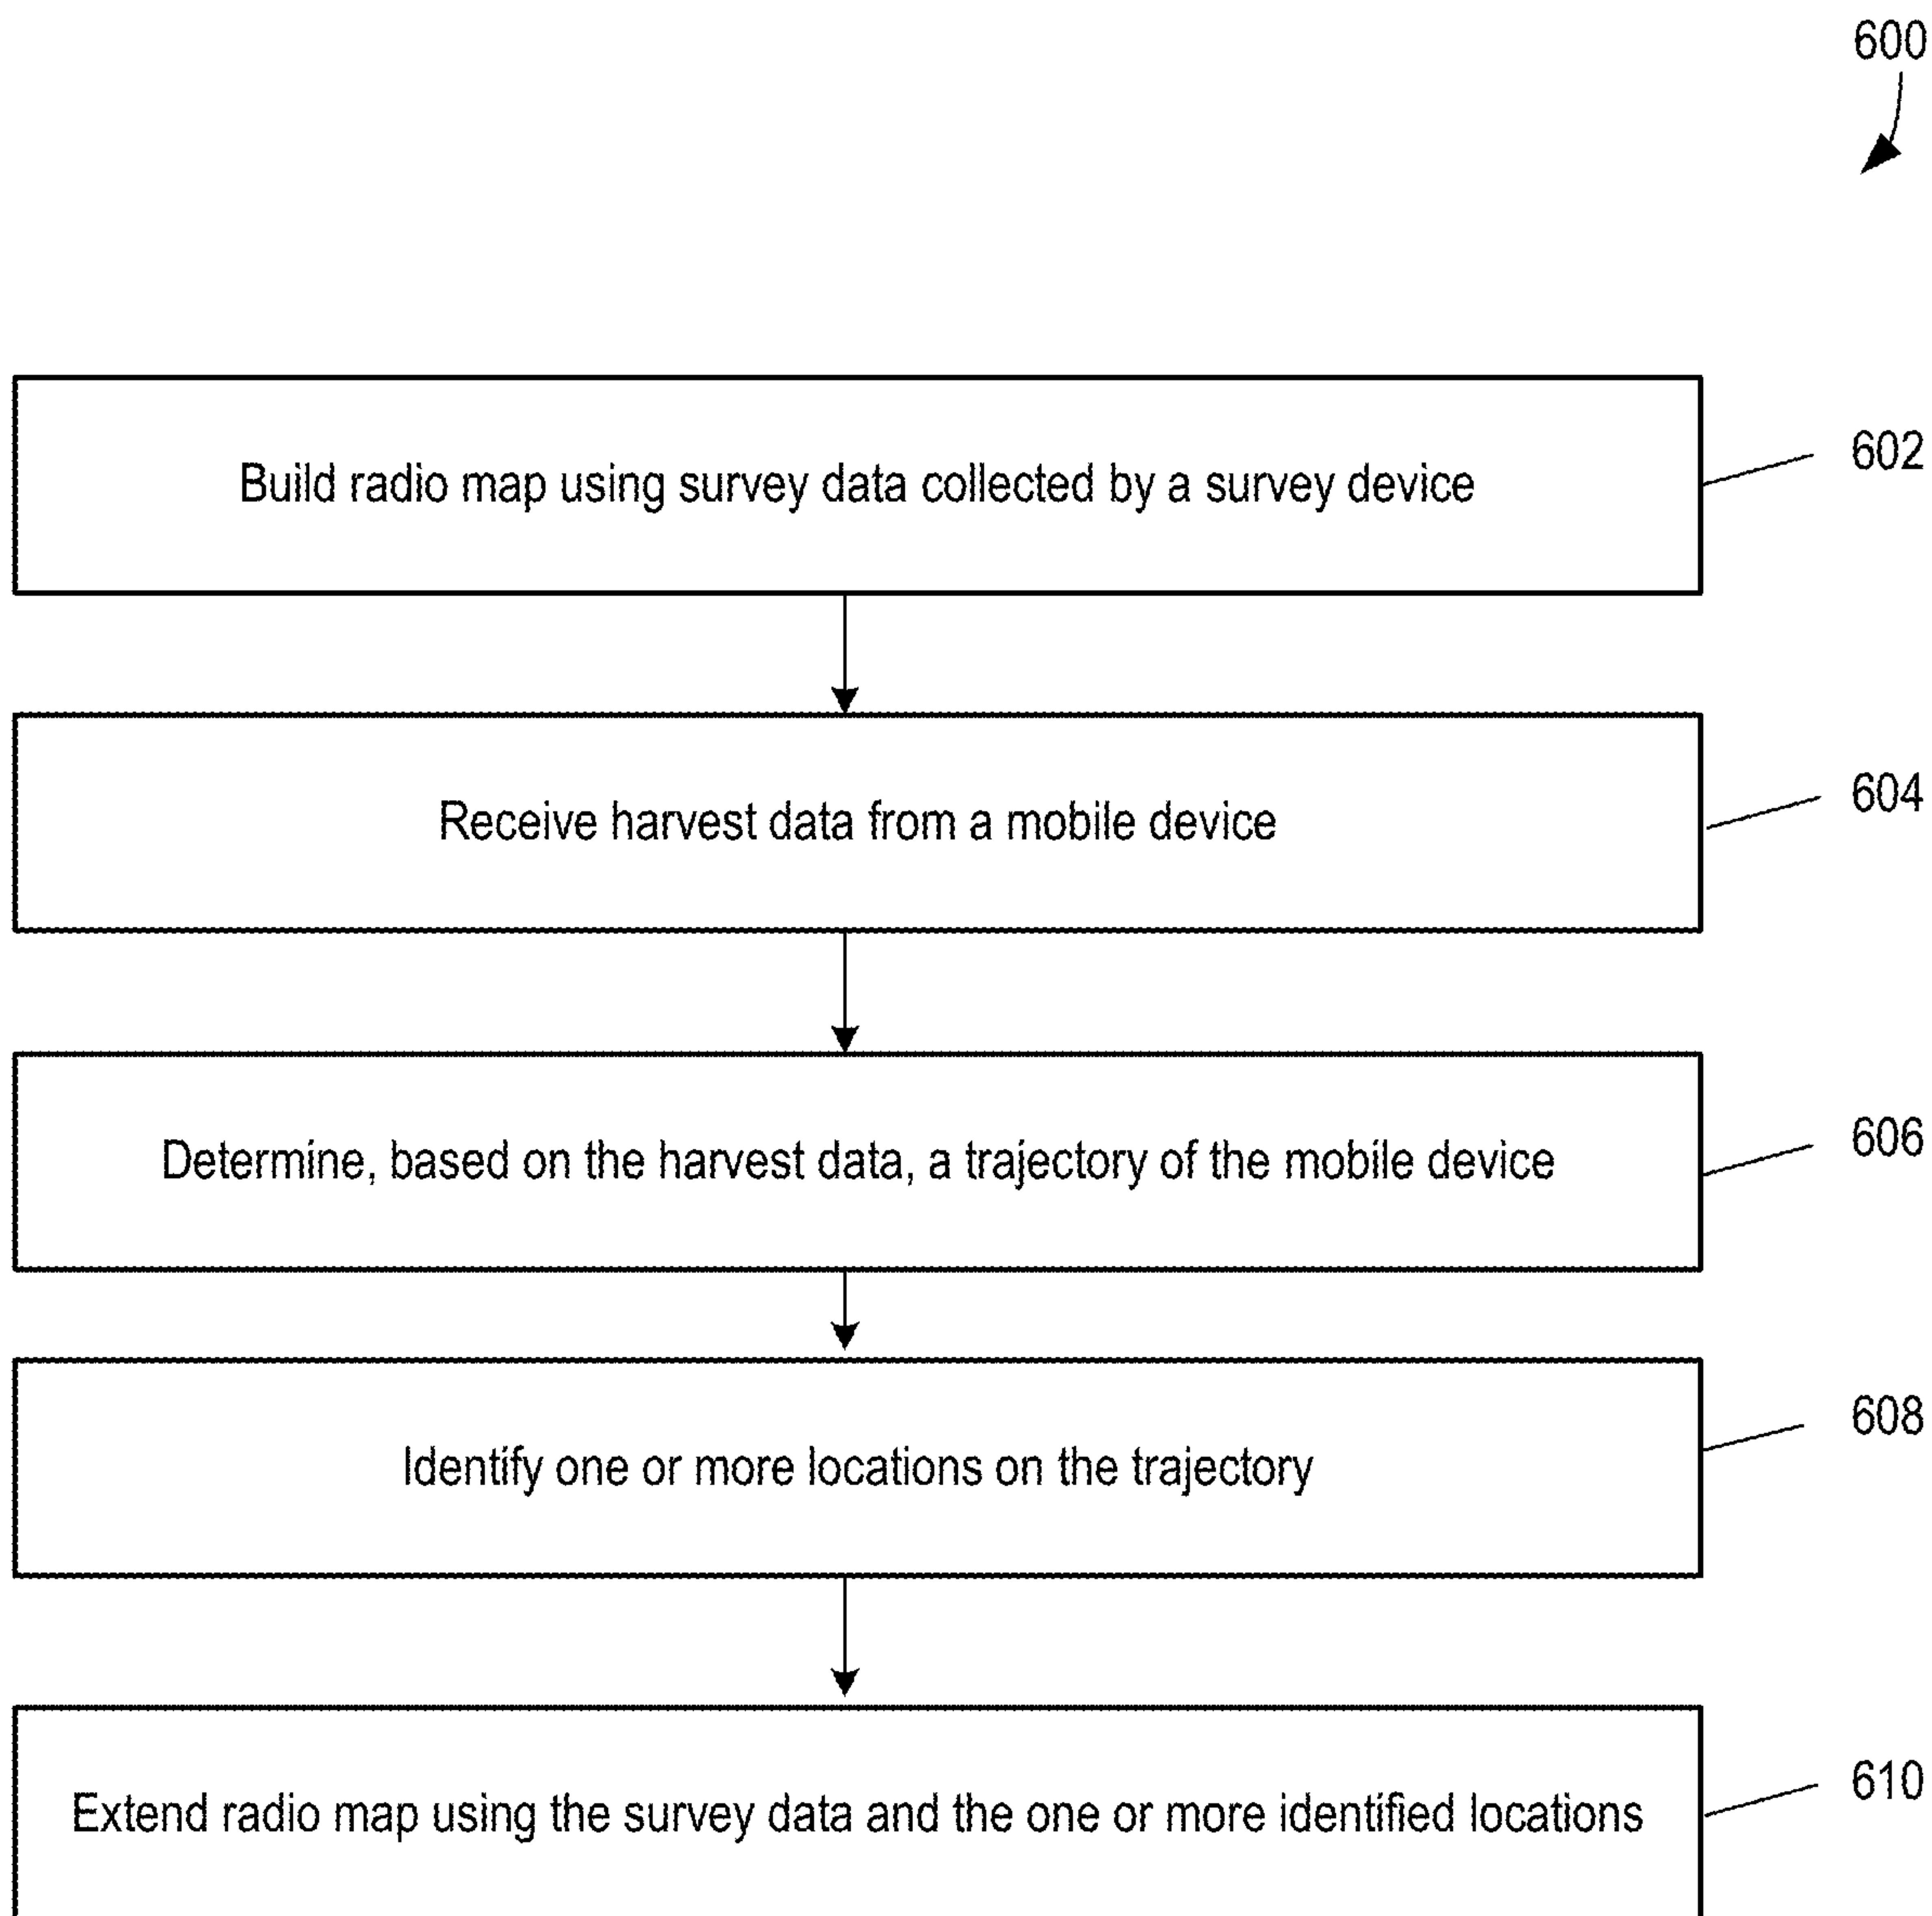 600
Build radio map using survey data collected by a survey device
602
Receive harvest data from a mobile device
604
Determine, based on the harvest data, a trajectory of the mobile device
606
Identify one or more locations on the trajectory
608
Extend radio map using the survey data and the one or more identified locations
610